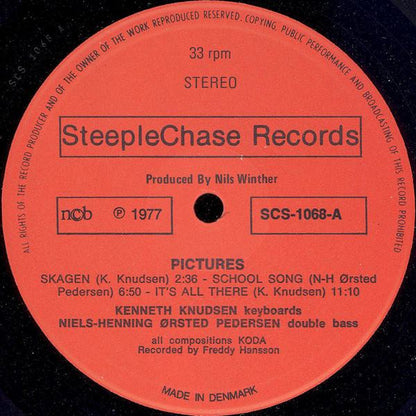 ALL RIGHTS OF THE RECORD PRODUCER AND OF THE OWNER OF THE WORK REPRODUCED RESERVED. COPYING, PUBLIC PERFORMANCE AND BROADCASTING OF THIS RECORD PROHIBITED
33 rpm
STEREO
SteepleChase Records
Produced By Nils Winther
ncb ℗ 1977 SCS-1068-A
PICTURES
SKAGEN (K. Knudsen) 2:36 - SCHOOL SONG (N-H Ørsted
Pedersen) 6:50 - IT'S ALL THERE (K. Knudsen) 11:10
KENNETH KNUDSEN keyboards
NIELS-HENNING ØRSTED PEDERSEN double bass
all compositions KODA
Recorded by Freddy Hansson
MADE IN DENMARK